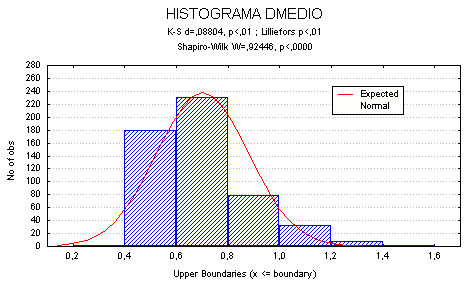 HISTOGRAMA DMEDIO
K-S d=,08804, p<,01 ; Lilliefors p<,01
Shapiro-Wilk W=,92446, p<,0000
No of obs
280
260
240
220
200
180
160
140
120
100
80
60
40
20
0
Expected
Normal
0,2 0,4 0,6 0,8 1,0 1,2 1,4 1,6
Upper Boundaries (x <= boundary)